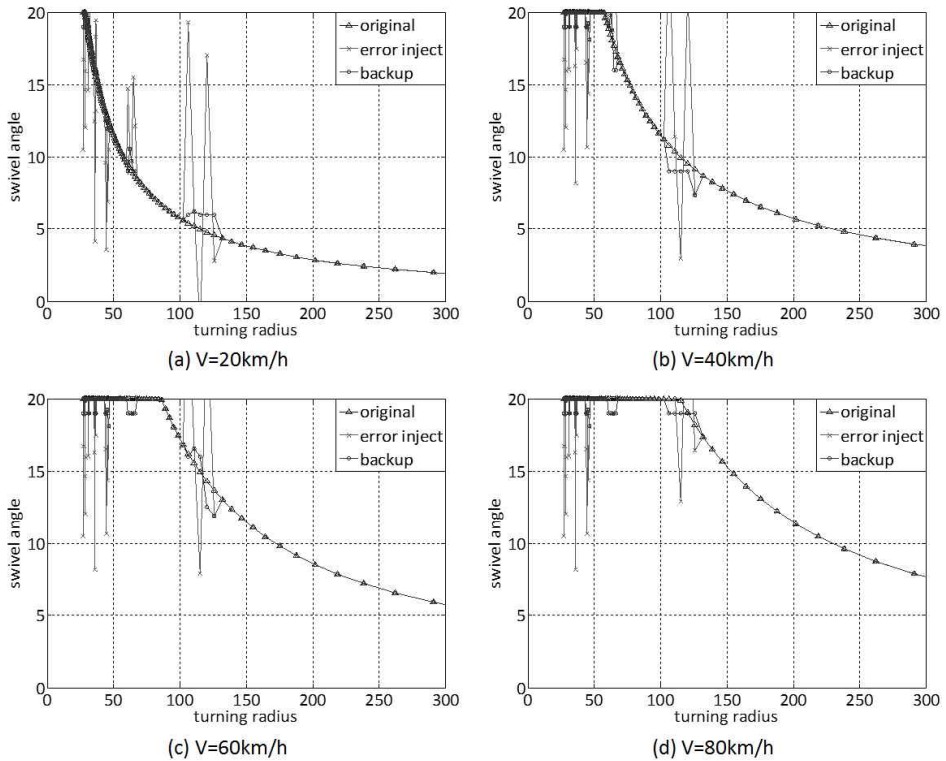 20
15
10
5
0
swivel angle
original
error inject
backup
0 50 100 150 200 250 300
turning radius
(a) V=20km/h
20
15
10
5
0
swivel angle
original
error inject
backup
0 50 100 150 200 250 300
turning radius
(b) V=40km/h
20
15
10
5
0
swivel angle
original
error inject
backup
0 50 100 150 200 250 300
turning radius
(c) V=60km/h
20
15
10
5
0
swivel angle
original
error inject
backup
0 50 100 150 200 250 300
turning radius
(d) V=80km/h